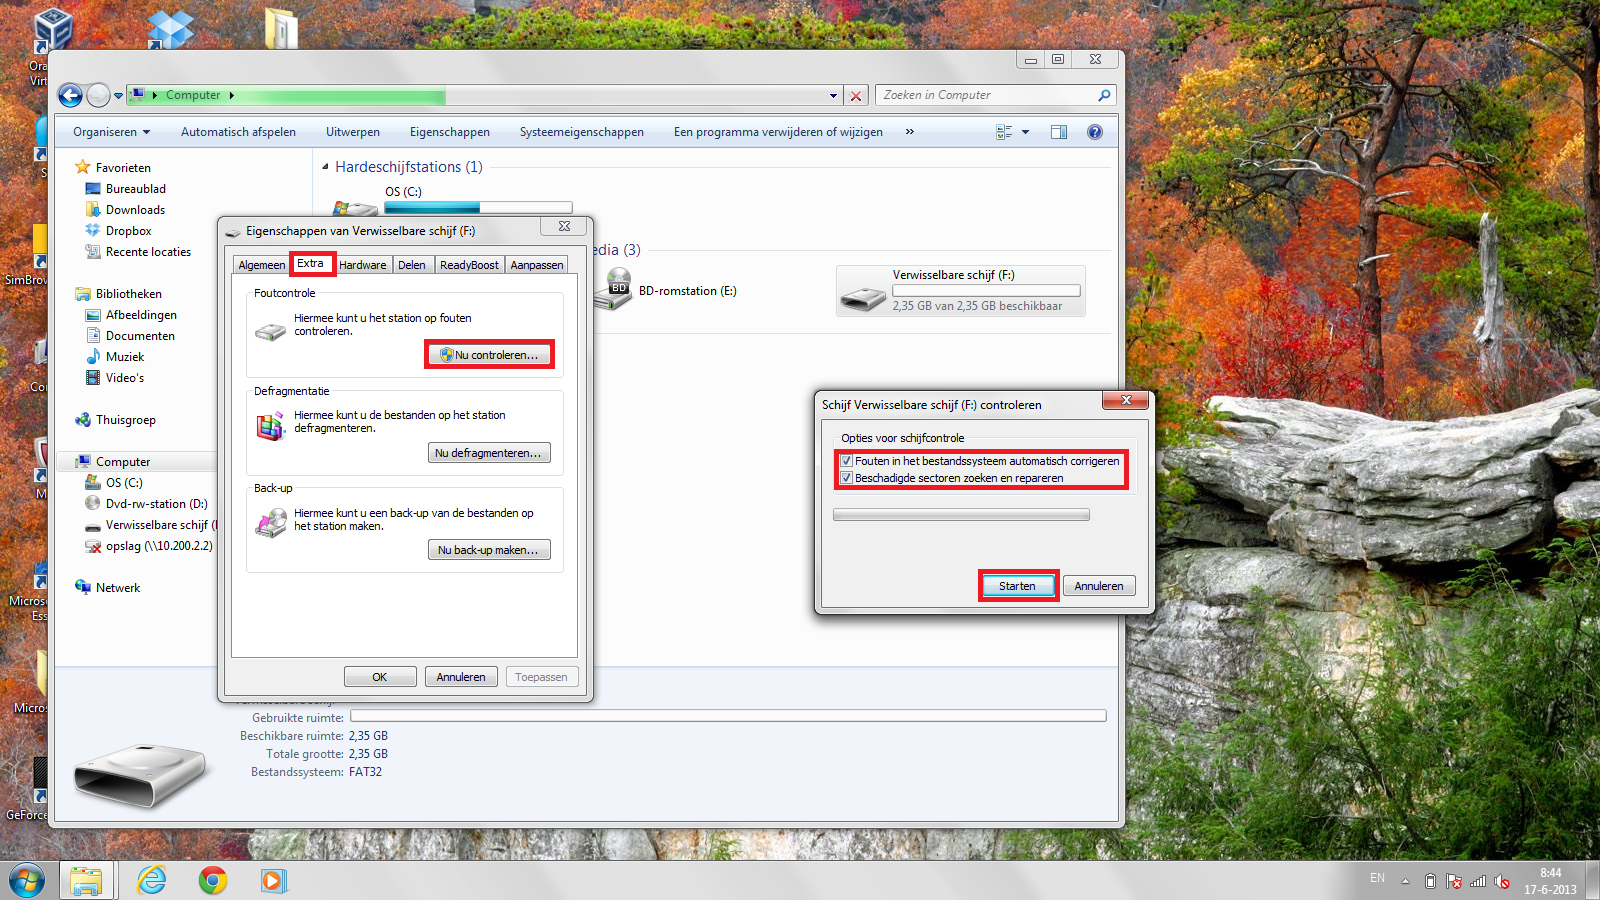 Ora
Virt
S
SimBrow
Co
M
Micros
Ess
Micros
GeForce
Computer
Zoeken in Computer
Organiseren
Automatisch afspelen
Uitwerpen
Eigenschappen
Systeemeigenschappen
Een programma verwijderen of wijzigen
»
Favorieten
Bureaublad
Downloads
Dropbox
Recente locaties
Bibliotheken
Afbeeldingen
Documenten
Muziek
Video's
Thuisgroep
Computer
OS (C:)
Dvd-rw-station (D:)
Verwisselbare schijf (
opslag (\\10.200.2.2)
Netwerk
Hardeschijfstations (1)
OS (C:)
edia (3)
BD
BD-romstation (E:)
Verwisselbare schijf (F:)
2,35 GB van 2,35 GB beschikbaar
Eigenschappen van Verwisselbare schijf (F:)
Algemeen
Extra
Hardware
Delen
ReadyBoost
Aanpassen
Foutcontrole
Hiermee kunt u het station op fouten
controleren.
Nu controleren...
Defragmentatie
Hiermee kunt u de bestanden op het station
defragmenteren.
Nu defragmenteren...
Back-up
Hiermee kunt u een back-up van de bestanden op
het station maken.
Nu back-up maken...
OK
Annuleren
Toepassen
Schijf Verwisselbare schijf (F:) controleren
Opties voor schijfcontrole
Fouten in het bestandssysteem automatisch corrigeren
Beschadigde sectoren zoeken en repareren
Starten
Annuleren
Gebruikte ruimte:
Beschikbare ruimte: 2,35 GB
Totale grootte: 2,35 GB
Bestandssysteem: FAT32
EN
8:44
17-6-2013